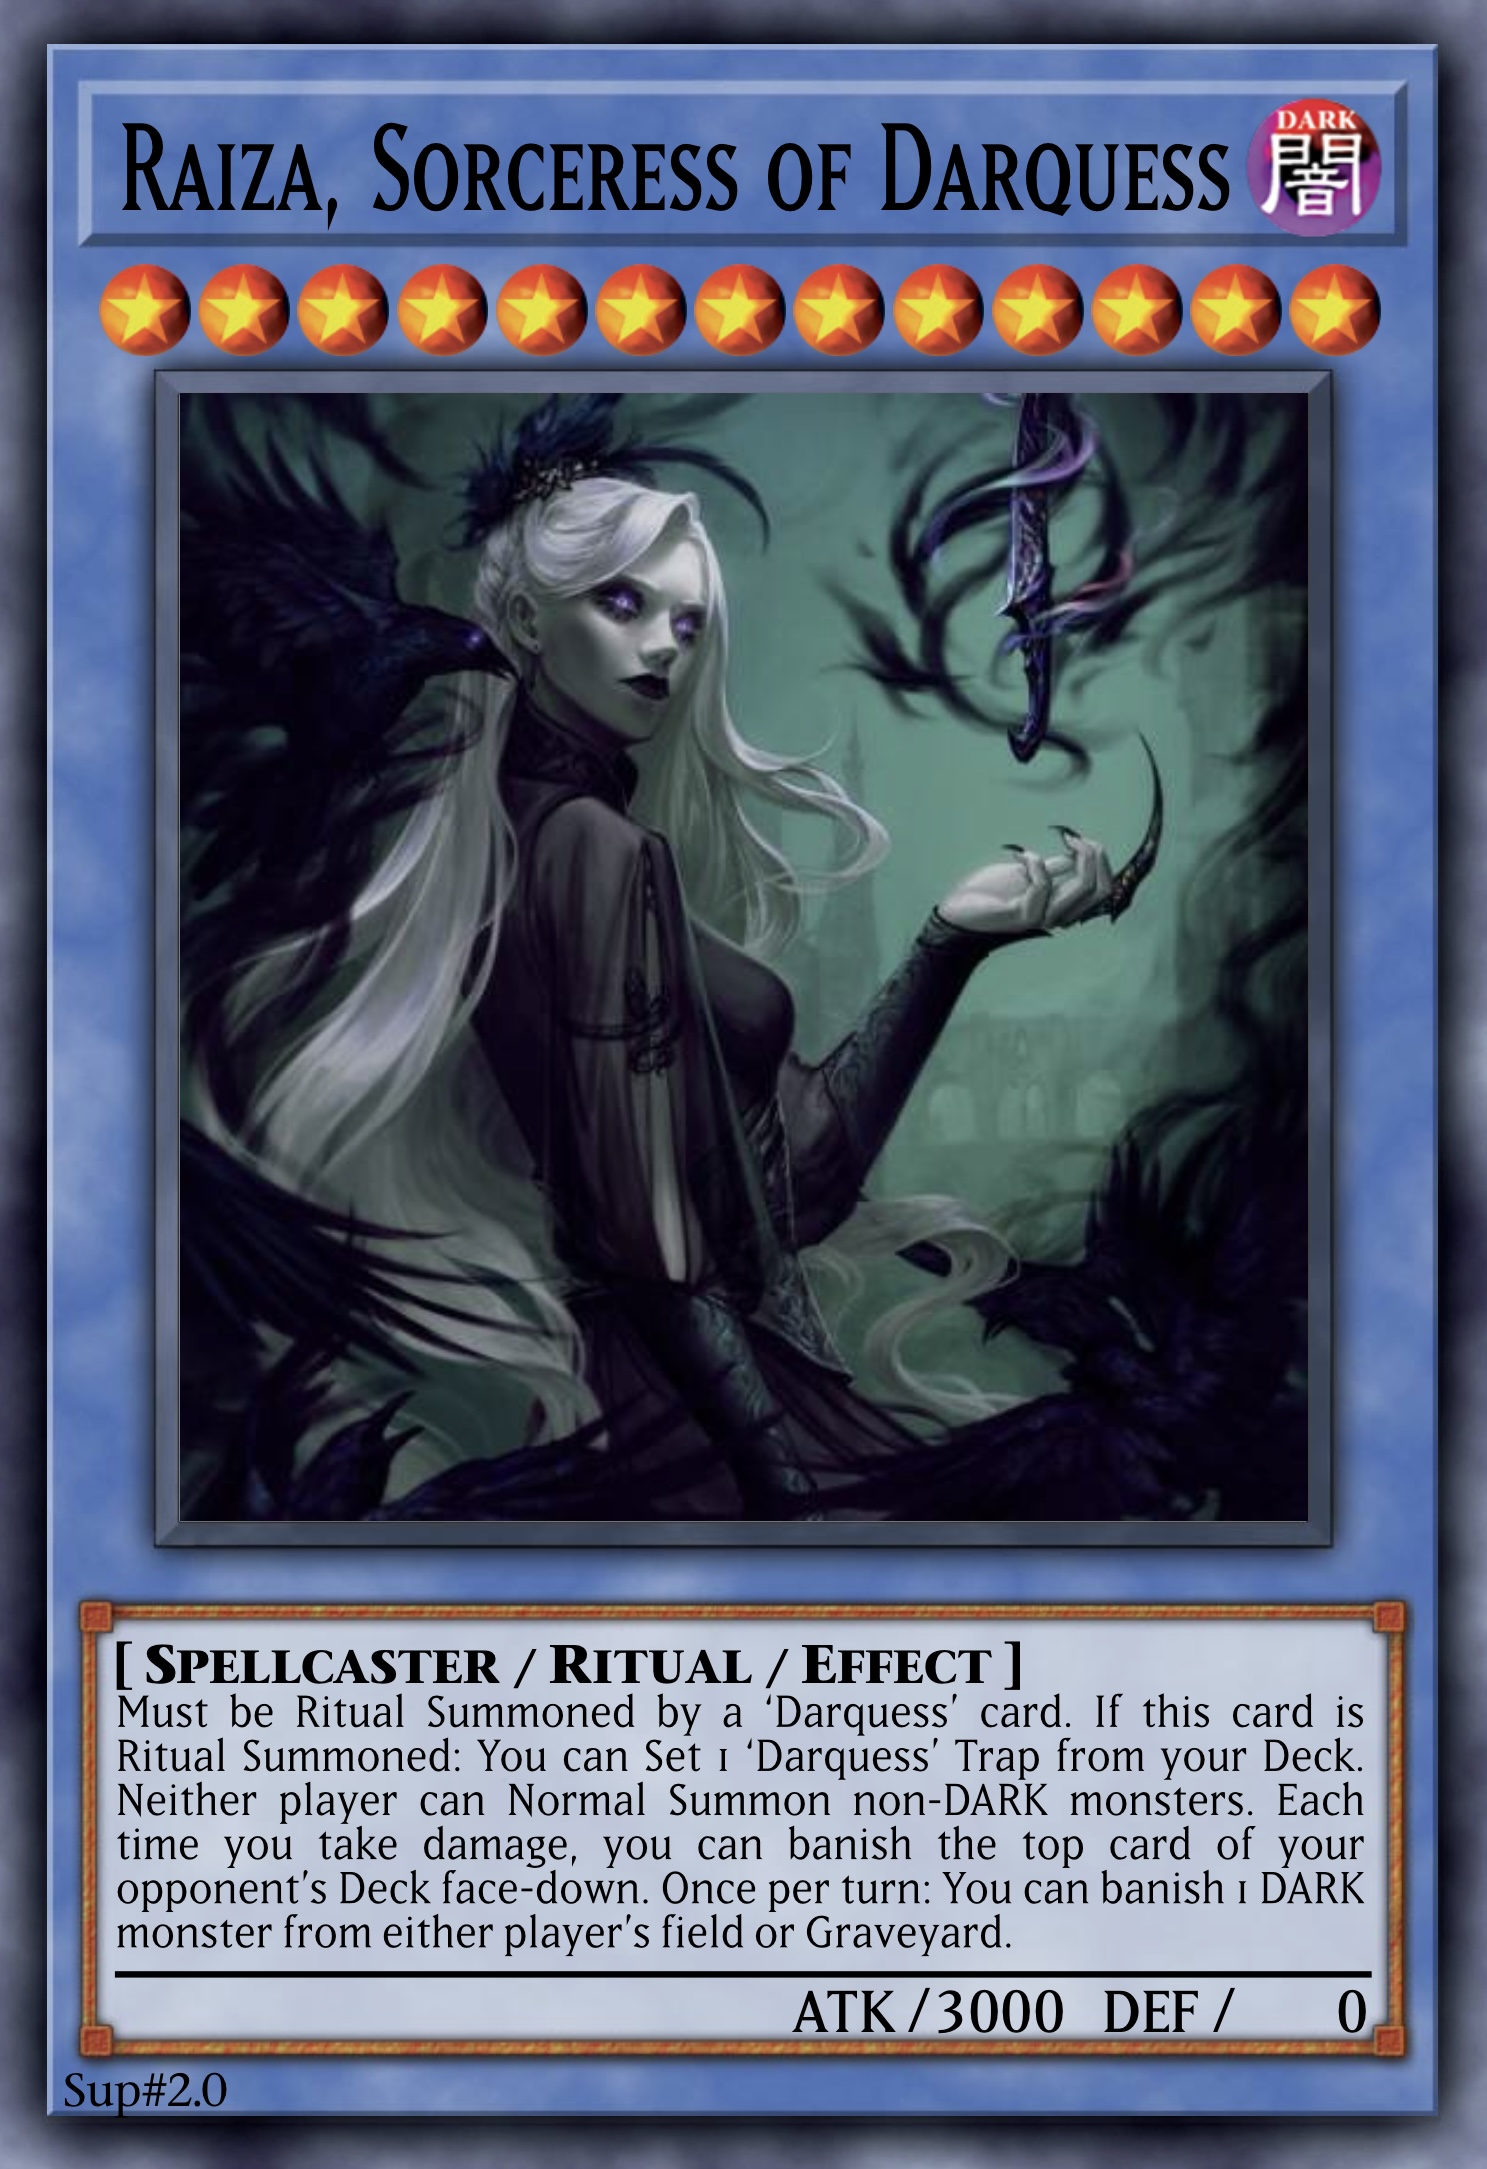 Raiza, Sorceress of Darquess
DARK
闇
[ Spellcaster / Ritual / Effect ]
Must be Ritual Summoned by a ‘Darquess’ card. If this card is
Ritual Summoned: You can Set 1 ‘Darquess’ Trap from your Deck.
Neither player can Normal Summon non-DARK monsters. Each
time you take damage, you can banish the top card of your
opponent's Deck face-down. Once per turn: You can banish 1 DARK
monster from either player's field or Graveyard.
ATK / 3000 DEF / 0
Sup#2.0